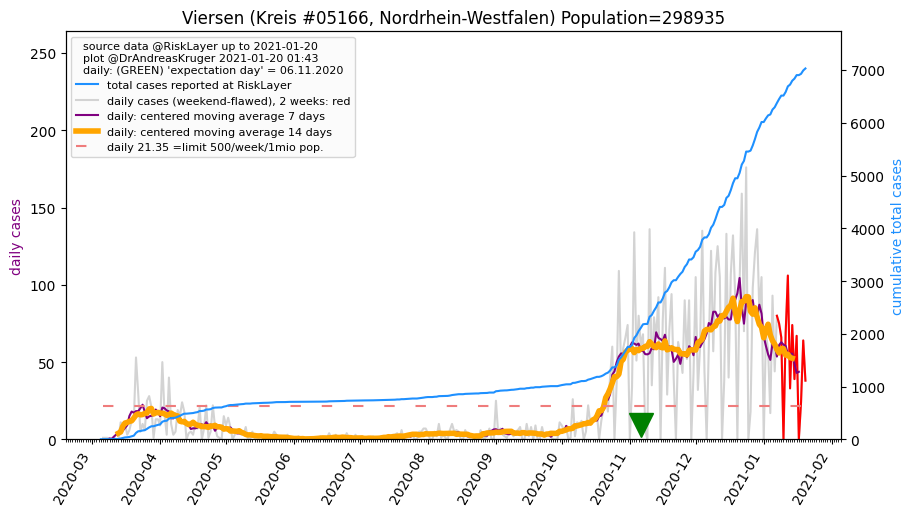 Viersen (Kreis #05166, Nordrhein-Westfalen) Population=298935
source data @RiskLayer up to 2021-01-20
plot @DrAndreasKruger 2021-01-20 01:43
daily: (GREEN) 'expectation day' = 06.11.2020
total cases reported at RiskLayer
daily cases (weekend-flawed), 2 weeks: red
daily: centered moving average 7 days
daily: centered moving average 14 days
daily 21.35 =limit 500/week/1mio pop.
daily cases
250
200
150
100
50
0
cumulative total cases
7000
6000
5000
4000
3000
2000
1000
0
2020-03
2020-04
2020-05
2020-06
2020-07
2020-08
2020-09
2020-10
2020-11
2020-12
2021-01
2021-02